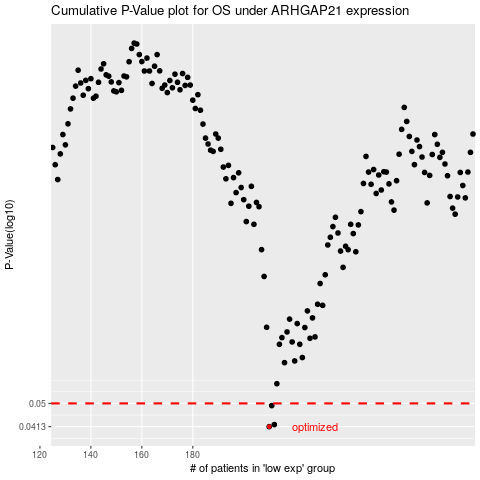 Cumulative P-Value plot for OS under ARHGAP21 expression
P-Value(log10)
0.05
0.0413
optimized
120 140 160 180
# of patients in 'low exp' group